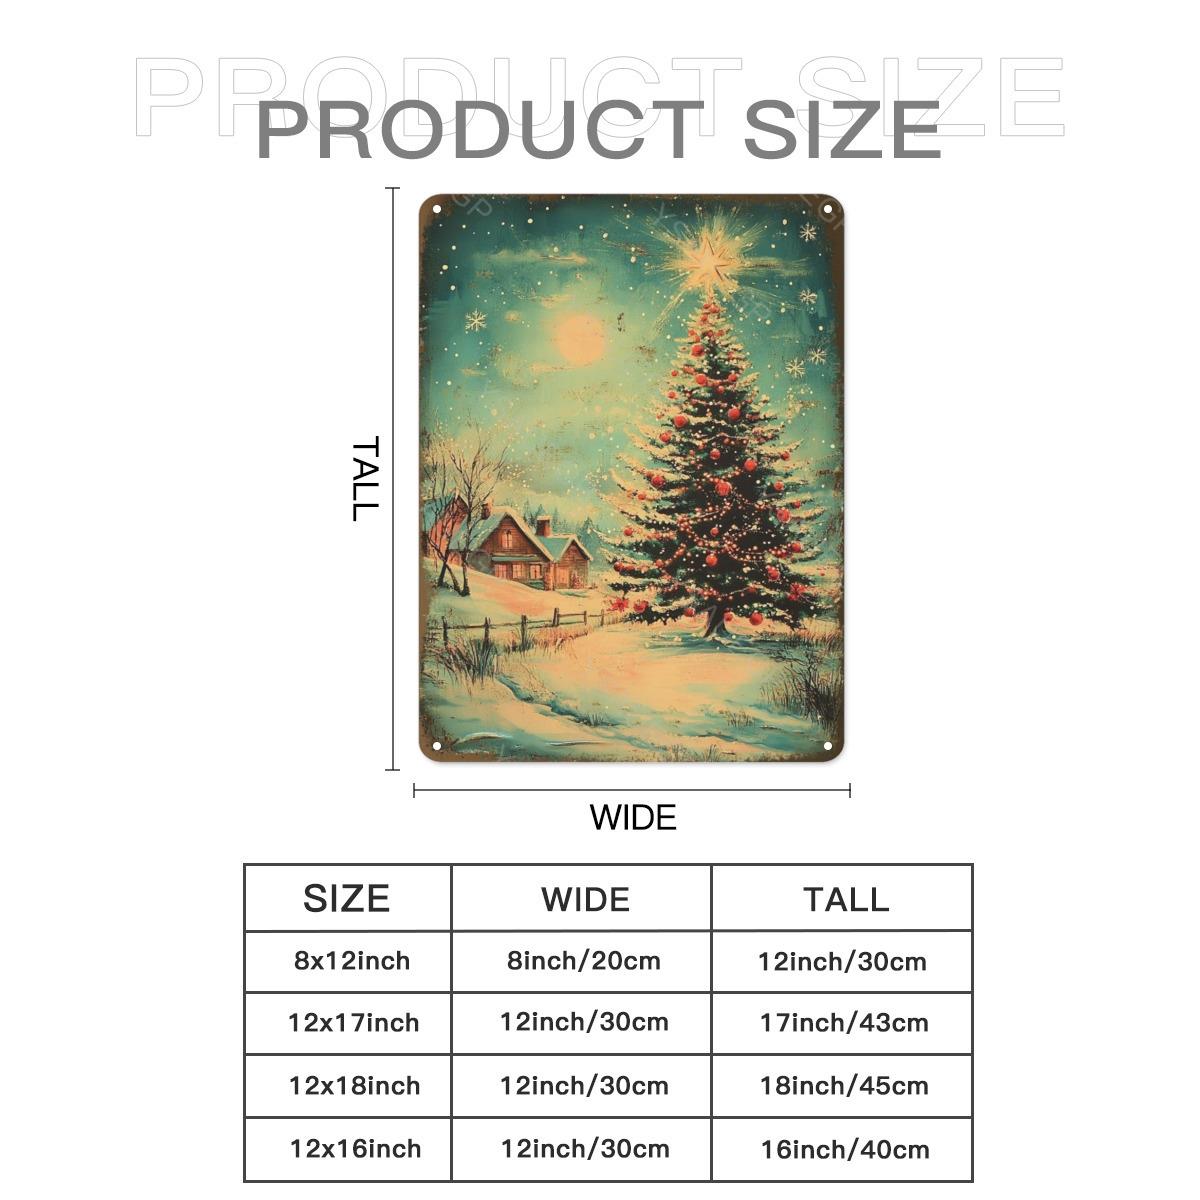 PRODUCT SIZE
PRODUCT SIZE
TALL
WIDE
SIZE WIDE TALL
8x12inch 8inch/20cm 12inch/30cm
12x17inch 12inch/30cm 17inch/43cm
12x18inch 12inch/30cm 18inch/45cm
12x16inch 12inch/30cm 16inch/40cm